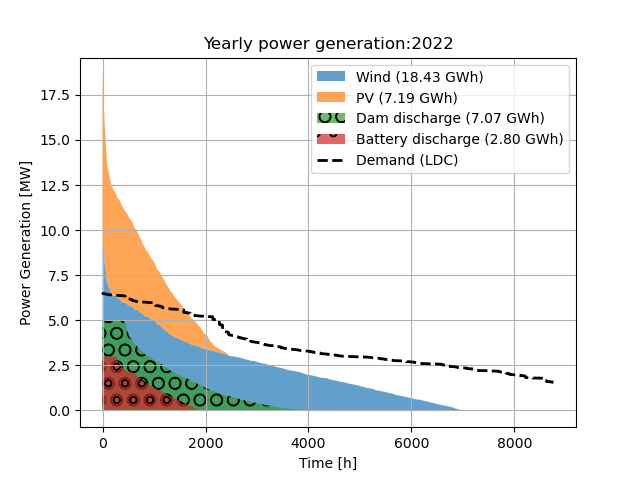 Yearly power generation:2022
Wind (18.43 GWh)
PV (7.19 GWh)
Dam discharge (7.07 GWh)
Battery discharge (2.80 GWh)
Demand (LDC)
Power Generation [MW]
17.5
15.0
12.5
10.0
7.5
5.0
2.5
0.0
0 2000 4000 6000 8000
Time [h]